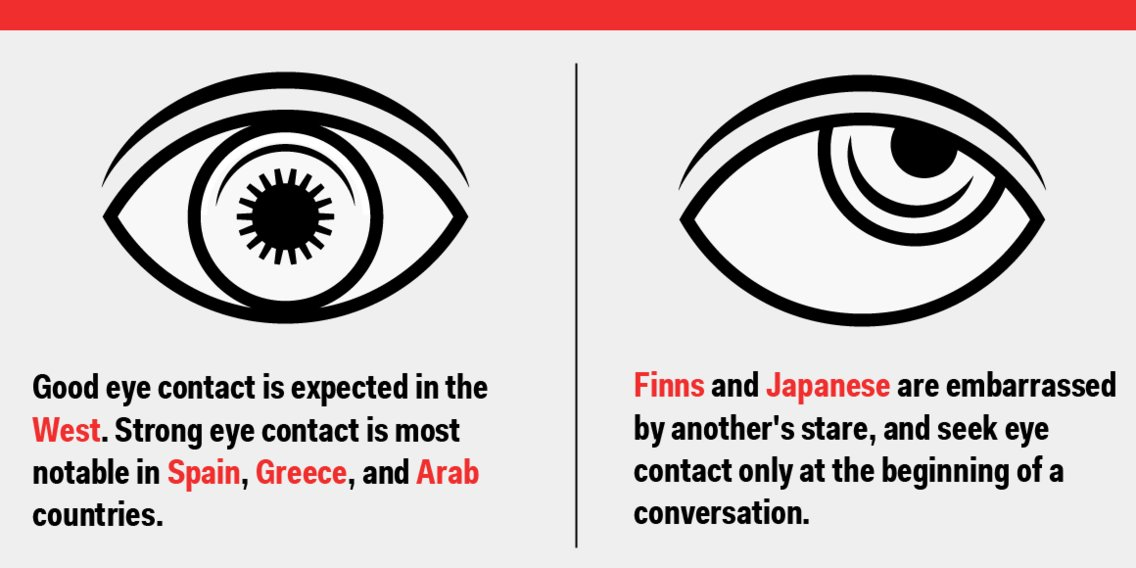 Good eye contact is expected in the
West. Strong eye contact is most
notable in Spain, Greece, and Arab
countries.
Finns and Japanese are embarrassed
by another's stare, and seek eye
contact only at the beginning of a
conversation.